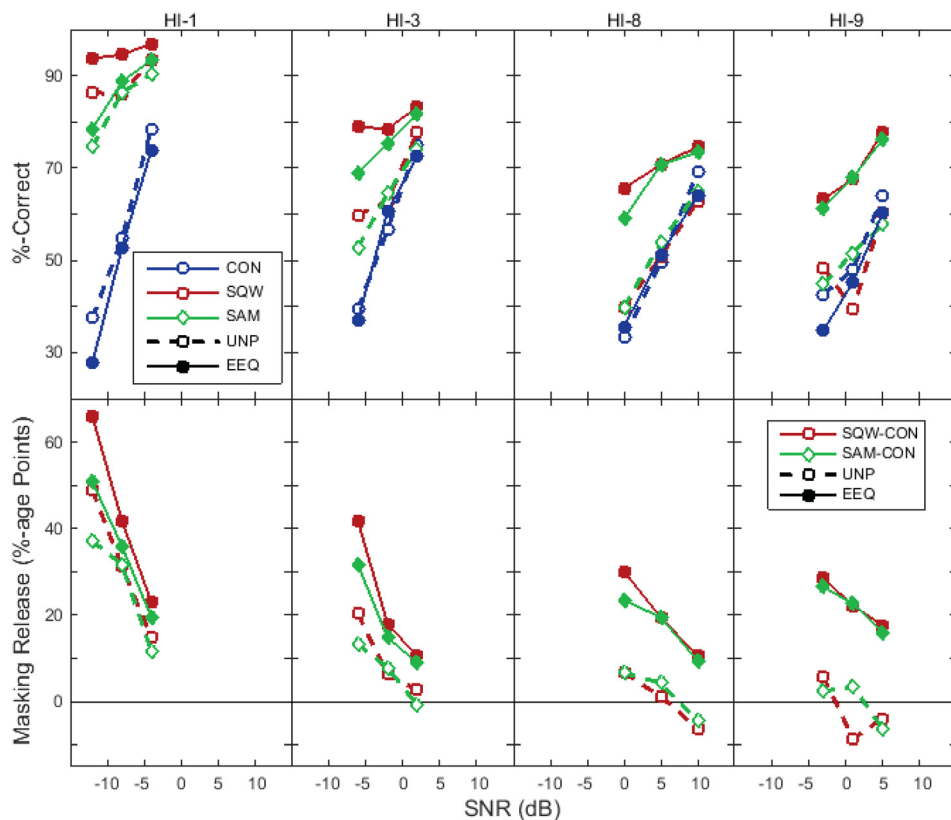 HI-1 HI-3 HI-8 HI-9
%-Correct
90
70
50
30
CON
SQW
SAM
UNP
EEQ
Masking Release (%-age Points)
60
40
20
0
SQW-CON
SAM-CON
UNP
EEQ
-10 -5 0 5 10 -10 -5 0 5 10 -10 -5 0 5 10 -10 -5 0 5 10
SNR (dB)